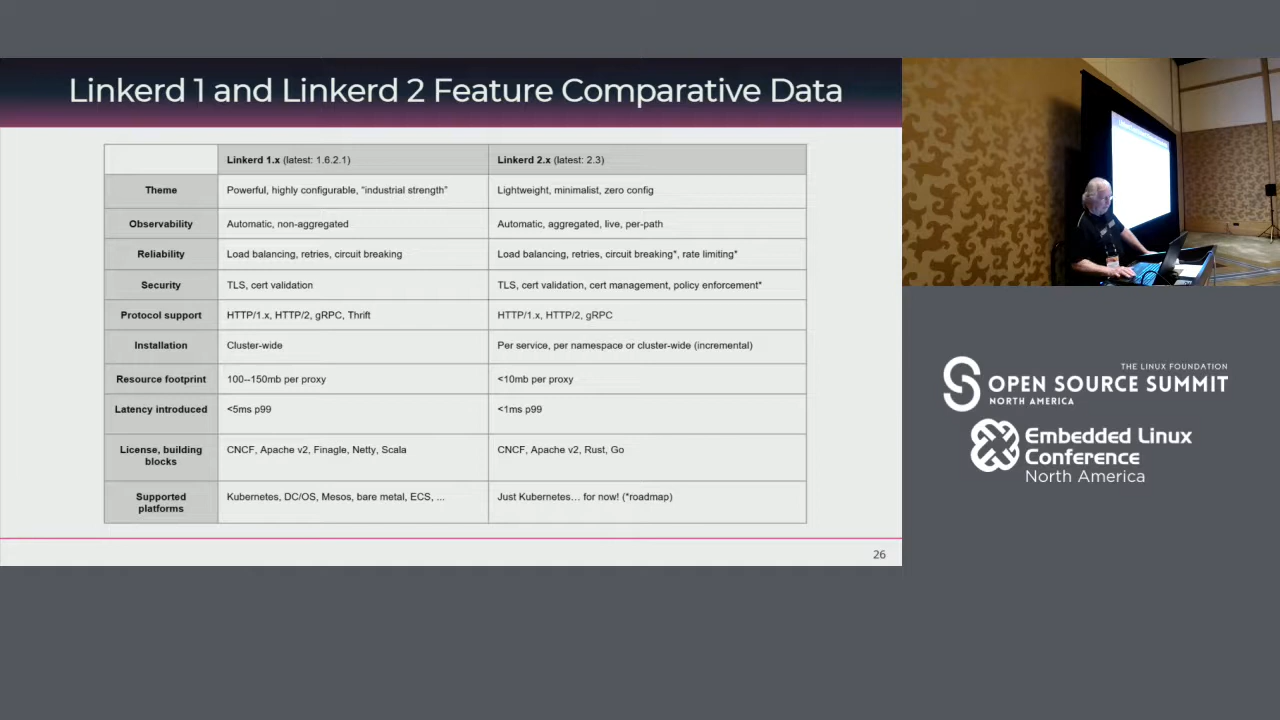 Linkerd 1 and Linkerd 2 Feature Comparative Data
Linkerd 1.x (latest: 1.6.2.1)
Linkerd 2.x (latest: 2.3)
Theme
Powerful, highly configurable, "industrial strength"
Lightweight, minimalist, zero config
Observability
Automatic, non-aggregated
Automatic, aggregated, live, per-path
Reliability
Load balancing, retries, circuit breaking
Load balancing, retries, circuit breaking*, rate limiting*
Security
TLS, cert validation
TLS, cert validation, cert management, policy enforcement*
Protocol support
HTTP/1.x, HTTP/2, gRPC, Thrift
HTTP/1.x, HTTP/2, gRPC
Installation
Cluster-wide
Per service, per namespace or cluster-wide (incremental)
Resource footprint
100--150mb per proxy
<10mb per proxy
Latency introduced
<5ms p99
<1ms p99
License, building
blocks
CNCF, Apache v2, Finagle, Netty, Scala
CNCF, Apache v2, Rust, Go
Supported
platforms
Kubernetes, DC/OS, Mesos, bare metal, ECS, ...
Just Kubernetes... for now! (*roadmap)
26
THE LINUX FOUNDATION
OPEN SOURCE SUMMIT
NORTH AMERICA
Embedded Linux
Conference
North America